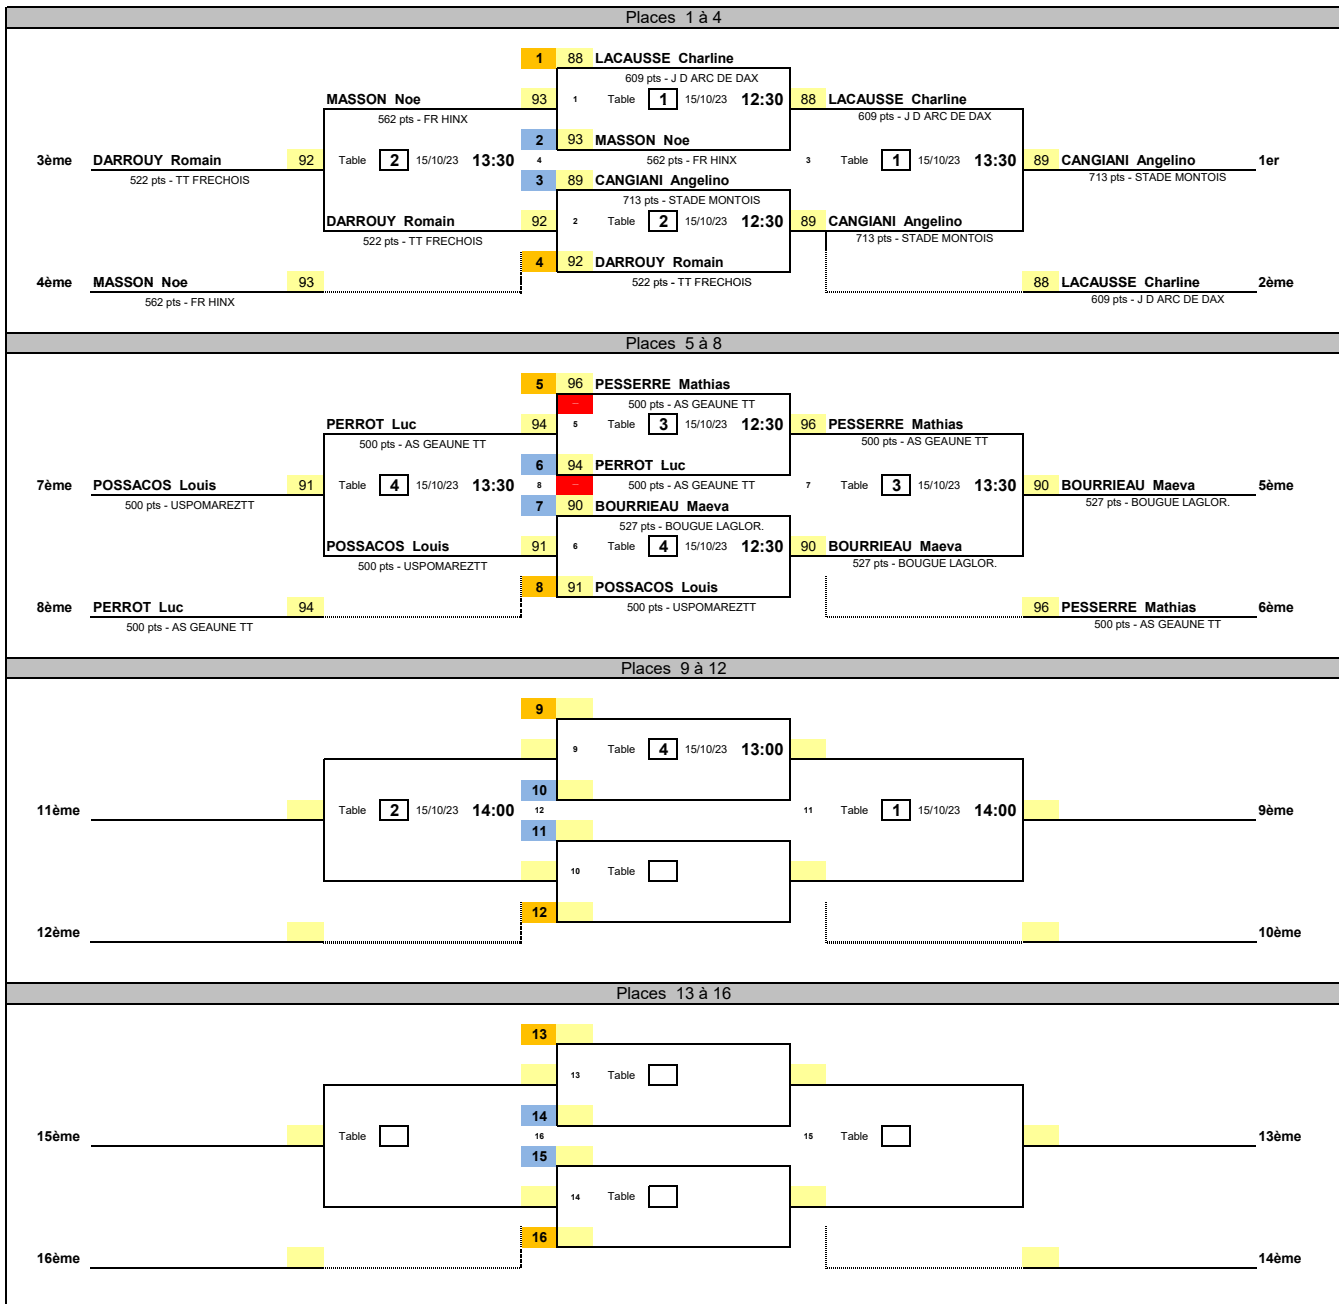 Places 1 à 4
1 88 LACAUSSE Charline
609 pts - J D ARC DE DAX
MASSON Noe 93 1 Table 1 15/10/23 12:30 88 LACAUSSE Charline
562 pts - FR HINX 609 pts - J D ARC DE DAX
2 93 MASSON Noe
3ème DARROUY Romain 92 Table 2 15/10/23 13:30 4 562 pts - FR HINX 3 Table 1 15/10/23 13:30 89 CANGIANI Angelino 1er
522 pts - TT FRECHOIS 3 89 CANGIANI Angelino 713 pts - STADE MONTOIS
713 pts - STADE MONTOIS
DARROUY Romain 92 2 Table 2 15/10/23 12:30 89 CANGIANI Angelino
522 pts - TT FRECHOIS 713 pts - STADE MONTOIS
4 92 DARROUY Romain
4ème MASSON Noe 93 522 pts - TT FRECHOIS 88 LACAUSSE Charline 2ème
562 pts - FR HINX 609 pts - J D ARC DE DAX
Places 5 à 8
5 96 PESSERRE Mathias
– 500 pts - AS GEAUNE TT
PERROT Luc 94 5 Table 3 15/10/23 12:30 96 PESSERRE Mathias
500 pts - AS GEAUNE TT 500 pts - AS GEAUNE TT
6 94 PERROT Luc
7ème POSSACOS Louis 91 Table 4 15/10/23 13:30 8 – 500 pts - AS GEAUNE TT 7 Table 3 15/10/23 13:30 90 BOURRIEAU Maeva 5ème
500 pts - USPOMAREZTT 7 90 BOURRIEAU Maeva 527 pts - BOUGUE LAGLOR.
527 pts - BOUGUE LAGLOR.
POSSACOS Louis 91 6 Table 4 15/10/23 12:30 90 BOURRIEAU Maeva
500 pts - USPOMAREZTT 527 pts - BOUGUE LAGLOR.
8 91 POSSACOS Louis
8ème PERROT Luc 94 500 pts - USPOMAREZTT 96 PESSERRE Mathias 6ème
500 pts - AS GEAUNE TT 500 pts - AS GEAUNE TT
Places 9 à 12
9
9 Table 4 15/10/23 13:00
10
11ème Table 2 15/10/23 14:00 12 11 Table 1 15/10/23 14:00 9ème
11
10 Table
12
12ème 10ème
Places 13 à 16
13
13 Table
14
15ème Table 16 15 Table 13ème
15
14 Table
16
16ème 14ème